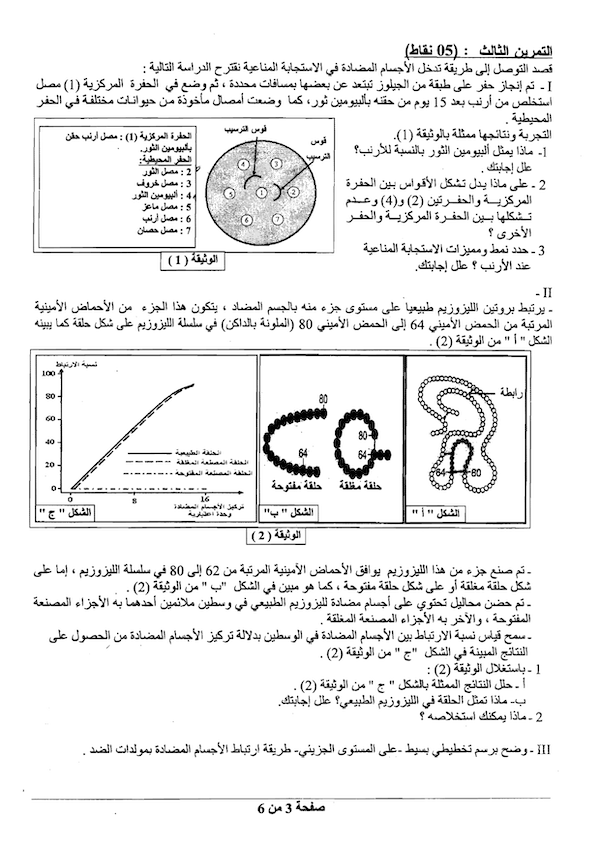 التمرين الثالث : (05 نقاط)
قصد التوصل إلى طريقة تدخل الأجسام المضادة في الاستجابة المناعية نقترح الدراسة التالية :
I - تم إنجاز حفر على طبقة من الجيلوز تبتعد عن بعضها بمسافات محددة ، ثم وضع في الحفرة المركزية (1) مصل
استخلص من أرنب بعد 15 يوم من حقنه بألبيومين ثور، كما وضعت أمصال مأخوذة من حيوانات مختلفة في الحفر
المحيطية .
التجربة ونتائجها ممثلة بالوثيقة (1).
1- ماذا يمثل ألبيومين الثور بالنسبة للأرنب؟
علل إجابتك .
2 - على ماذا يدل تشكل الأقواس بين الحفرة
المركزية والحفرتين (2) و(4) وعدم
تشكلها بين الحفرة المركزية والحفر
الأخرى ؟
3 - حدد نمط ومميزات الاستجابة المناعية
عند الأرنب ؟ علل إجابتك.
قوس الترسيب
قوس
الترسيب
4
3
5
1
2
6
7
الحفرة المركزية (1) : مصل أرنب حقن
بألبيومين الثور.
الحفر المحيطية:
2 : مصل الثور
3 : مصل خروف
4 : ألبيومين الثور
5 : مصل ماعز
6 : مصل أرنب
7 : مصل حصان
الوثيقة ( 1 )
II -
- يرتبط بروتين الليزوزيم طبيعيا على مستوى جزء منه بالجسم المضاد ، يتكون هذا الجزء من الأحماض الأمينية
المرتبة من الحمض الأميني 64 إلى الحمض الأميني 80 (الملونة بالداكن) في سلسلة الليزوزيم على شكل حلقة كما يبينه
الشكل " أ " من الوثيقة (2) .
رابطة
64
80
الشكل " أ "
80
64
حلقة مغلقة
80
64
حلقة مفتوحة
الشكل " ب "
نسبة الارتباط
100
80
60
40
20
0
0
8
16
الحلقة الطبيعية
الحلقة المصطنعة المغلقة
الحلقة المصطنعة المفتوحة
تركيز الأجسام المضادة
وحدة اعتبارية
الشكل " ج "
الوثيقة ( 2 )
- تم صنع جزء من هذا الليزوزيم يوافق الأحماض الأمينية المرتبة من 62 إلى 80 في سلسلة الليزوزيم ، إما على
شكل حلقة مغلقة أو على شكل حلقة مفتوحة ، كما هو مبين في الشكل "ب " من الوثيقة (2) .
- تم حضن محاليل تحتوي على أجسام مضادة لليزوزيم الطبيعي في وسطين ملائمين أحدهما به الأجزاء المصنعة
المفتوحة ، والآخر به الأجزاء المصنعة المغلقة .
- سمح قياس نسبة الارتباط بين الأجسام المضادة في الوسطين بدلالة تركيز الأجسام المضادة من الحصول على
النتائج المبينة في الشكل "ج " من الوثيقة (2) .
1 - باستغلال الوثيقة (2) :
أ - حلل النتائج الممثلة بالشكل " ج " من الوثيقة (2) .
ب- ماذا تمثل الحلقة في الليزوزيم الطبيعي؟ علل إجابتك.
2 - ماذا يمكنك استخلاصه ؟
III - وضح برسم تخطيطي بسيط -على المستوى الجزيئي- طريقة ارتباط الأجسام المضادة بمولدات الضد .
صفحة 3 من 6